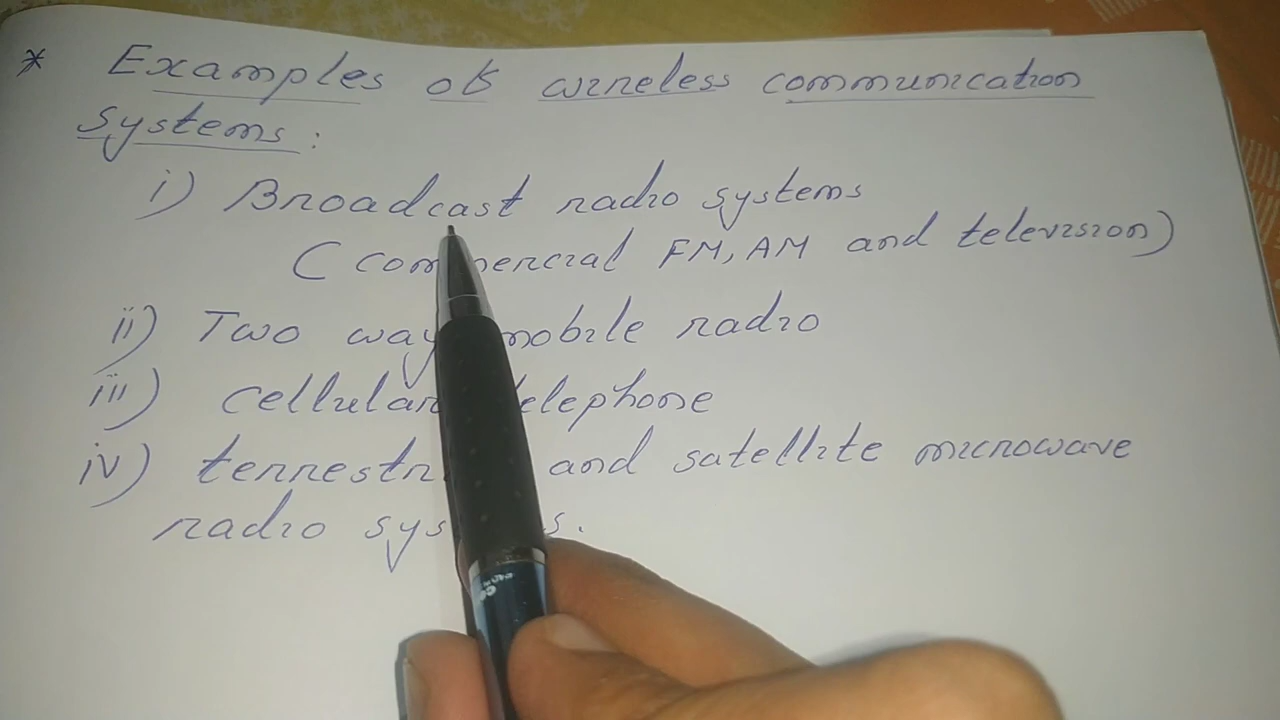 * Examples of wireless communication
systems:
i) Broadcast radio systems
(commercial FM, AM and television)
ii) Two way mobile radio
iii) cellular telephone
iv) terrestrial and satellite microwave
radio systems.